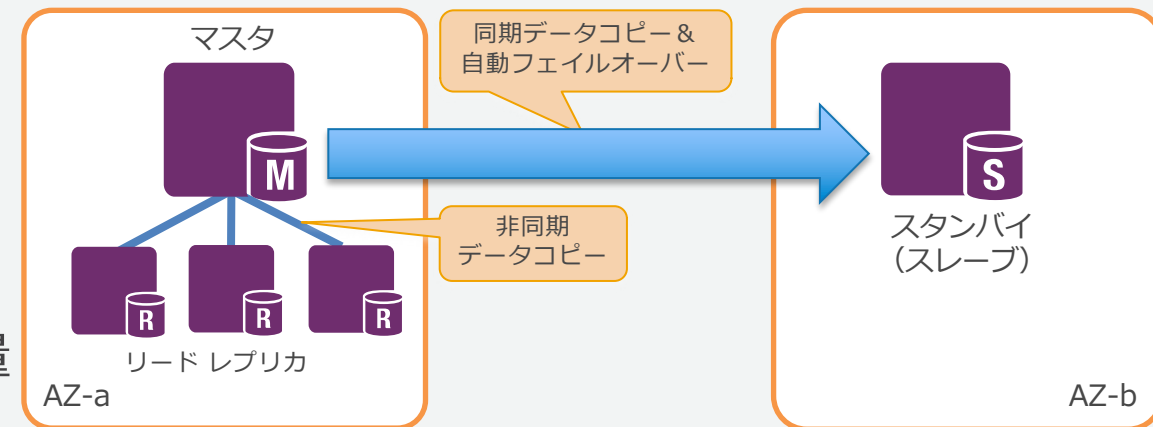 マスタ
同期データコピー＆
自動フェイルオーバー
M
S
非同期
データコピー
スタンバイ
（スレーブ）
R
R
R
リード レプリカ
量
AZ-a
AZ-b